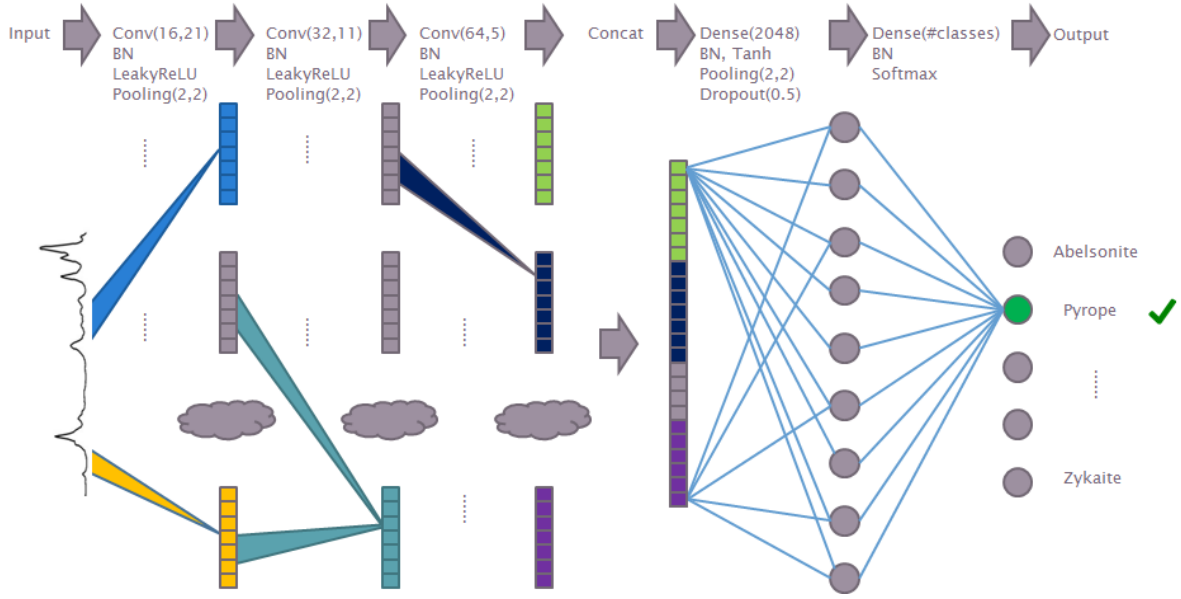 Input
Conv(16,21)
BN
LeakyReLU
Pooling(2,2)
Conv(32,11)
BN
LeakyReLU
Pooling(2,2)
Conv(64,5)
BN
LeakyReLU
Pooling(2,2)
Concat
Dense(2048)
BN, Tanh
Pooling(2,2)
Dropout(0.5)
Dense(#classes)
BN
Softmax
Output
Abelsonite
Pyrope
Zykaite